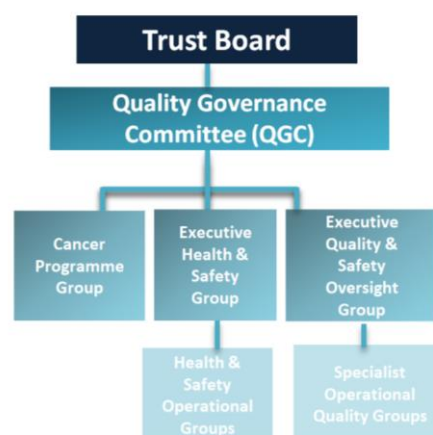 Trust Board
Quality Governance
Committee (QGC)
Cancer
Programme
Group
Executive
Health &
Safety
Group
Executive
Quality &
Safety
Oversight
Group
Health &
Safety
Operational
Groups
Specialist
Operational
Quality Groups